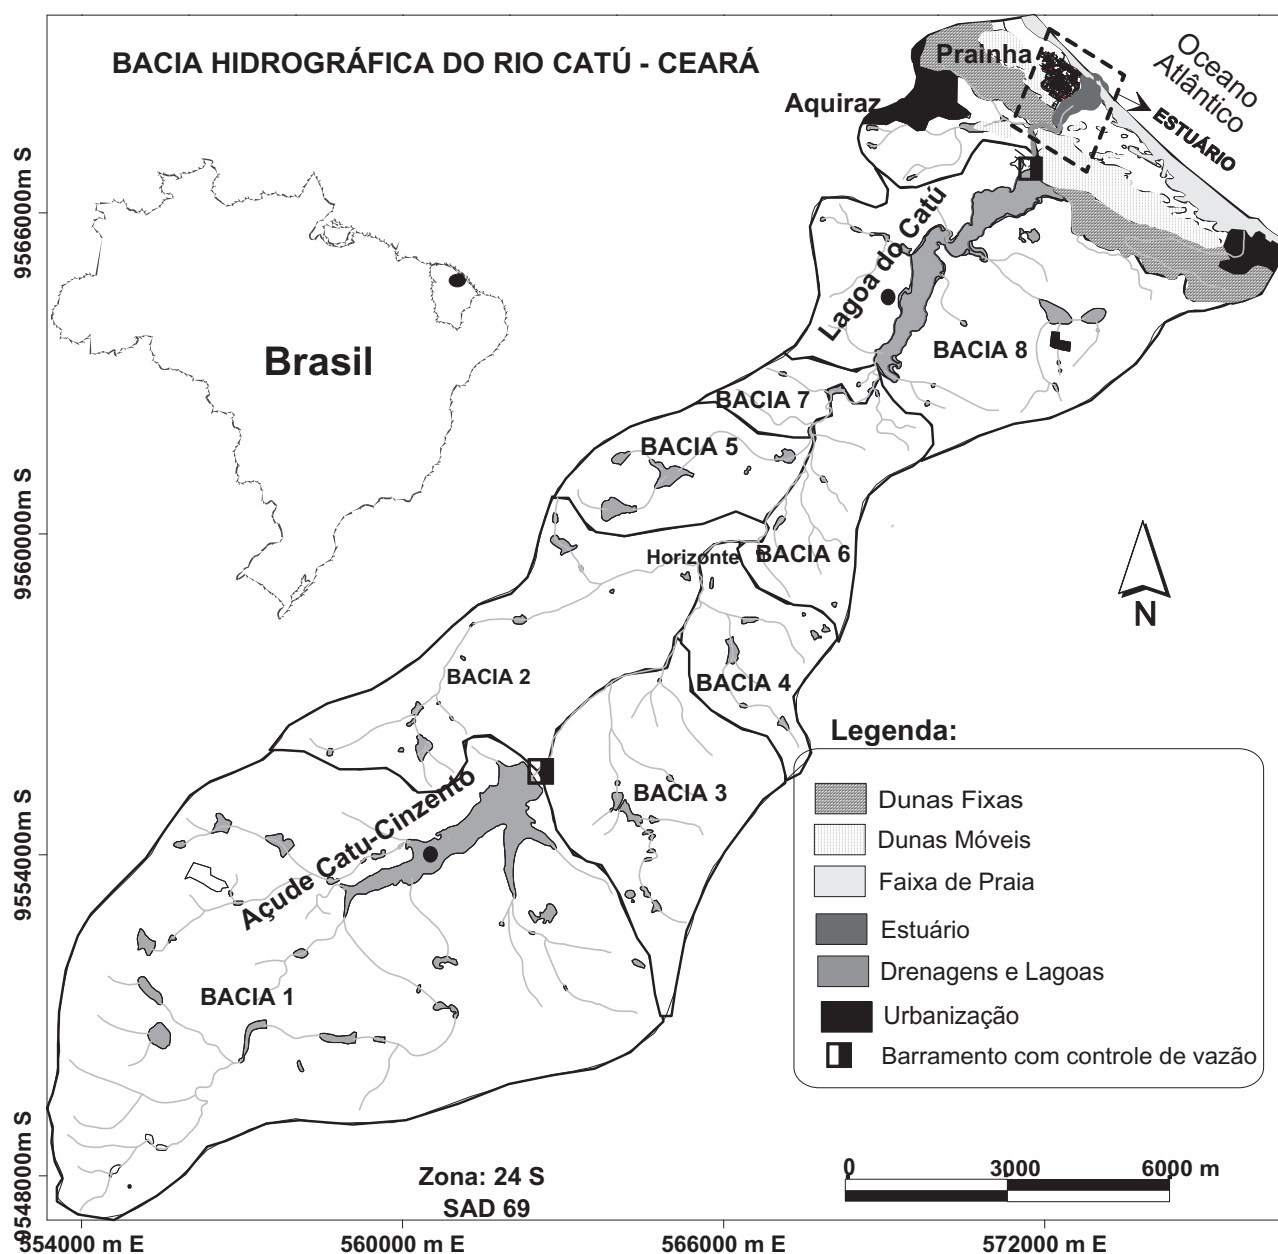 BACIA HIDROGRÁFICA DO RIO CATÚ - CEARÁ
Prainha
Oceano
Atlântico
Aquiraz
ESTUÁRIO
9566000m S
Lagoa do Catú
Brasil
BACIA 8
BACIA 7
BACIA 5
9560000m S
Horizonte
BACIA 6
N
BACIA 2
BACIA 4
Açude Catu-Cinzento
BACIA 3
9554000m S
BACIA 1
Legenda:
Dunas Fixas
Dunas Móveis
Faixa de Praia
Estuário
Drenagens e Lagoas
Urbanização
Barramento com controle de vazão
9548000m S
Zona: 24 S
SAD 69
0 3000 6000 m
554000 m E 560000 m E 566000 m E 572000 m E